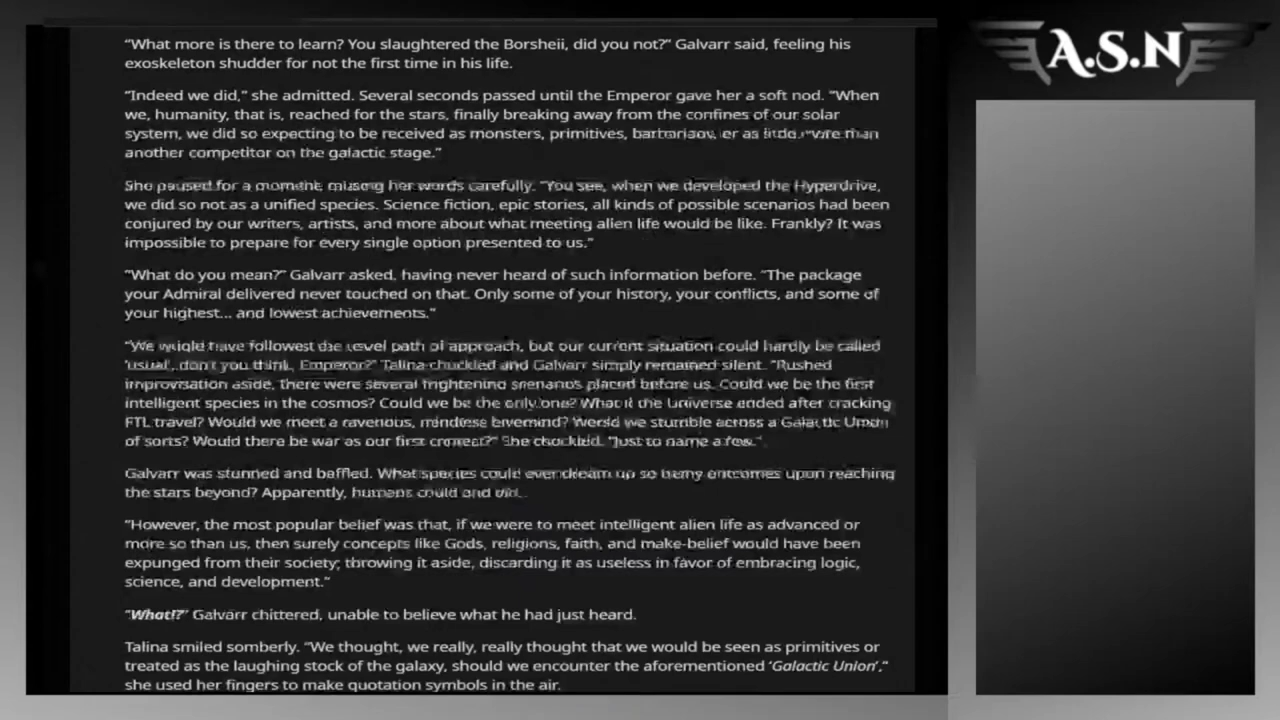 “What more is there to learn? You slaughtered the Borsheii, did you not?” Galvarr said, feeling his
exoskeleton shudder for not the first time in his life.
“Indeed we did,” she admitted. Several seconds passed until the Emperor gave her a soft nod. “When
we, humanity, that is, reached for the stars, finally breaking away from the confines of our solar
system, we did so expecting to be received as monsters, primitives, or as than
another competitor on the galactic stage.”
She paused for a moment, musing her words carefully. “You see, when we developed the Hyperdrive,
we did so not as a unified species. Science fiction, epic stories, all kinds of possible scenarios had been
conjured by our writers, artists, and more about what meeting alien life would be like. Frankly? It was
impossible to prepare for every single option presented to us.”
“What do you mean?” Galvarr asked, having never heard of such information before. “The package
your Admiral delivered never touched on that. Only some of your history, your conflicts, and some of
your highest... and lowest achievements.”
“We have followed the path of approach, but our current situation could hardly be called
‘usual’, don't you think, Emperor?” Talina chuckled and Galvarr simply remained silent. “Rushed
improvisation aside, there were several frightening scenarios placed before us. Could we be the first
intelligent species in the cosmos? Could we be the only one? What if the Universe ended after cracking
FTL travel? Would we meet a ravenous, mindless hivemind? Would we stumble across a Galactic Union
of sorts? Would there be war as our first She chuckled. “Just to name a few.”
Galvarr was stunned and baffled. What species could even dream up so many outcomes upon reaching
the stars beyond? Apparently, humans could and did.
“However, the most popular belief was that, if we were to meet intelligent alien life as advanced or
more so than us, then surely concepts like Gods, religions, faith, and make-belief would have been
expunged from their society; throwing it aside, discarding it as useless in favor of embracing logic,
science, and development.”
“What!?” Galvarr chittered, unable to believe what he had just heard.
Talina smiled somberly. “We thought, we really, really thought that we would be seen as primitives or
treated as the laughing stock of the galaxy, should we encounter the aforementioned ‘Galactic Union’,”
she used her fingers to make quotation symbols in the air.
A.S.N